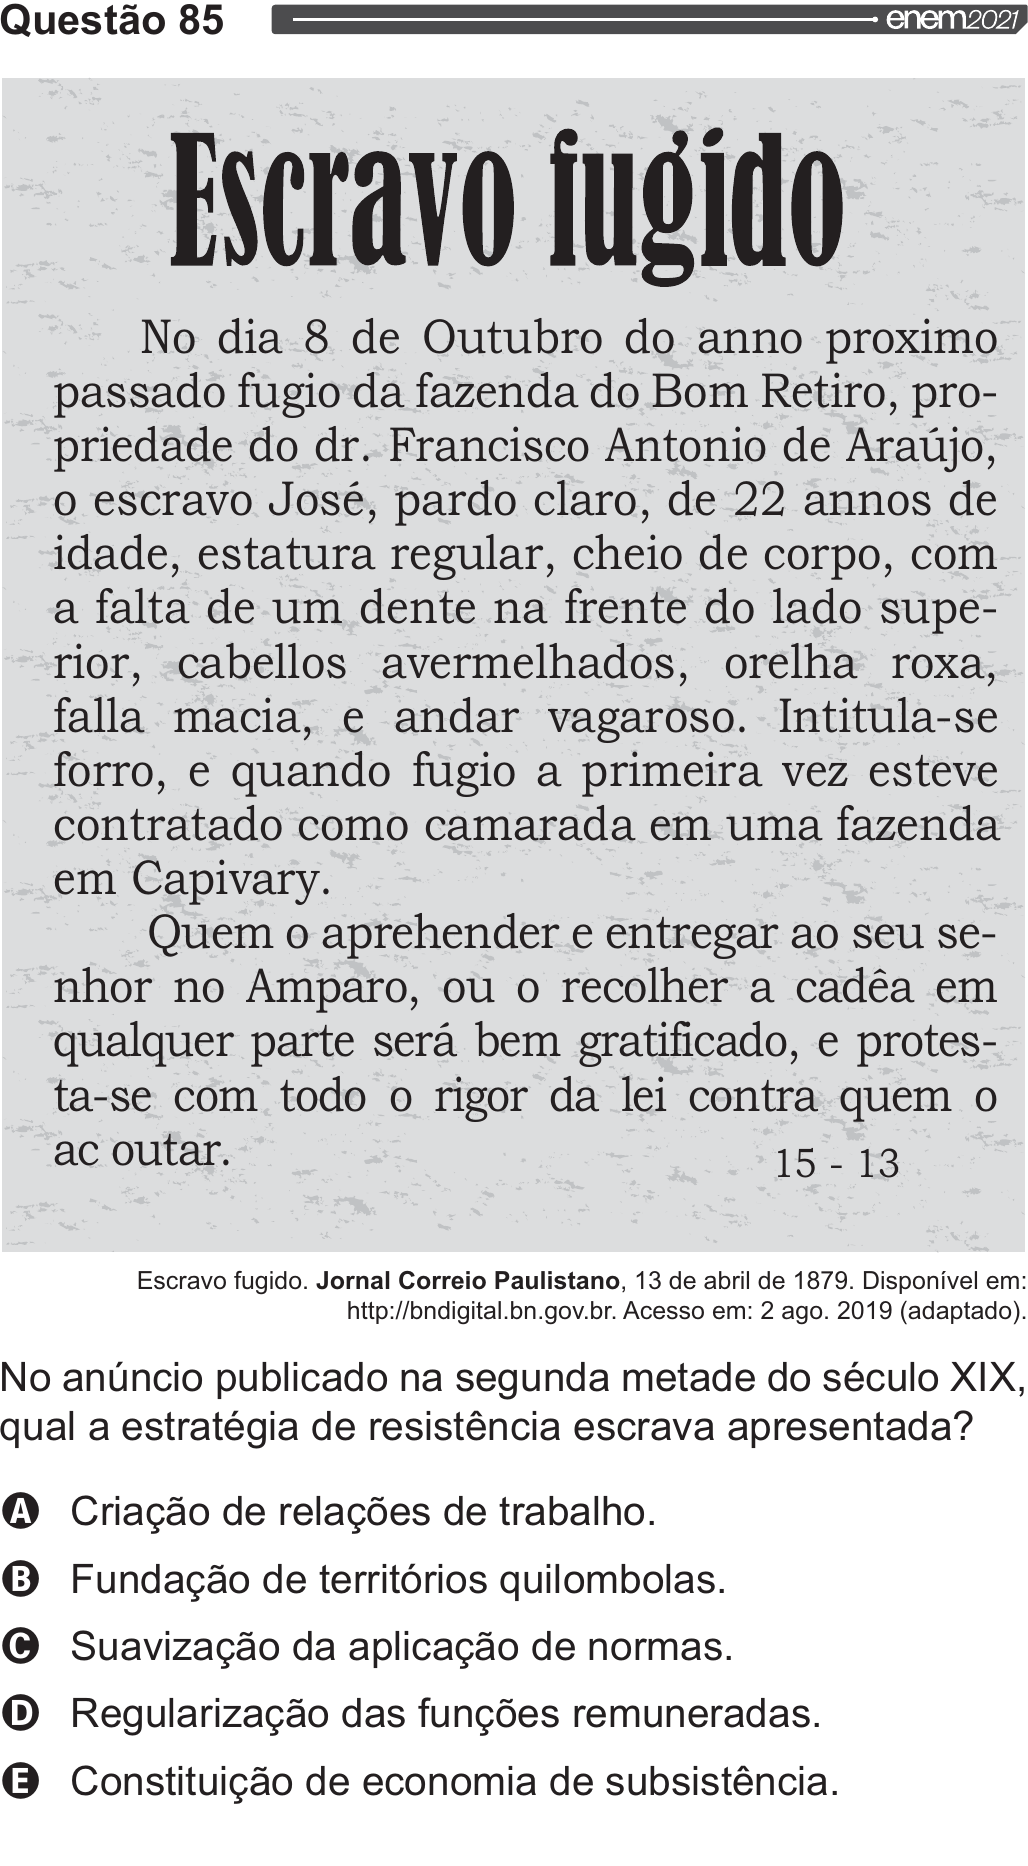 Questão 85
enem2021
Escravo fugido
No dia 8 de Outubro do anno proximo
passado fugio da fazenda do Bom Retiro, pro-
priedade do dr. Francisco Antonio de Araújo,
o escravo José, pardo claro, de 22 annos de
idade, estatura regular, cheio de corpo, com
a falta de um dente na frente do lado supe-
rior, cabellos avermelhados, orelha roxa,
falla macia, e andar vagaroso. Intitula-se
forro, e quando fugio a primeira vez esteve
contratado como camarada em uma fazenda
em Capivary.
Quem o aprehender e entregar ao seu se-
nhor no Amparo, ou o recolher a cadêa em
qualquer parte será bem gratificado, e protes-
ta-se com todo o rigor da lei contra quem o
ac outar.
15 - 13
Escravo fugido. Jornal Correio Paulistano, 13 de abril de 1879. Disponível em:
http://bndigital.bn.gov.br. Acesso em: 2 ago. 2019 (adaptado).
No anúncio publicado na segunda metade do século XIX,
qual a estratégia de resistência escrava apresentada?
A Criação de relações de trabalho.
B Fundação de territórios quilombolas.
C Suavização da aplicação de normas.
D Regularização das funções remuneradas.
E Constituição de economia de subsistência.